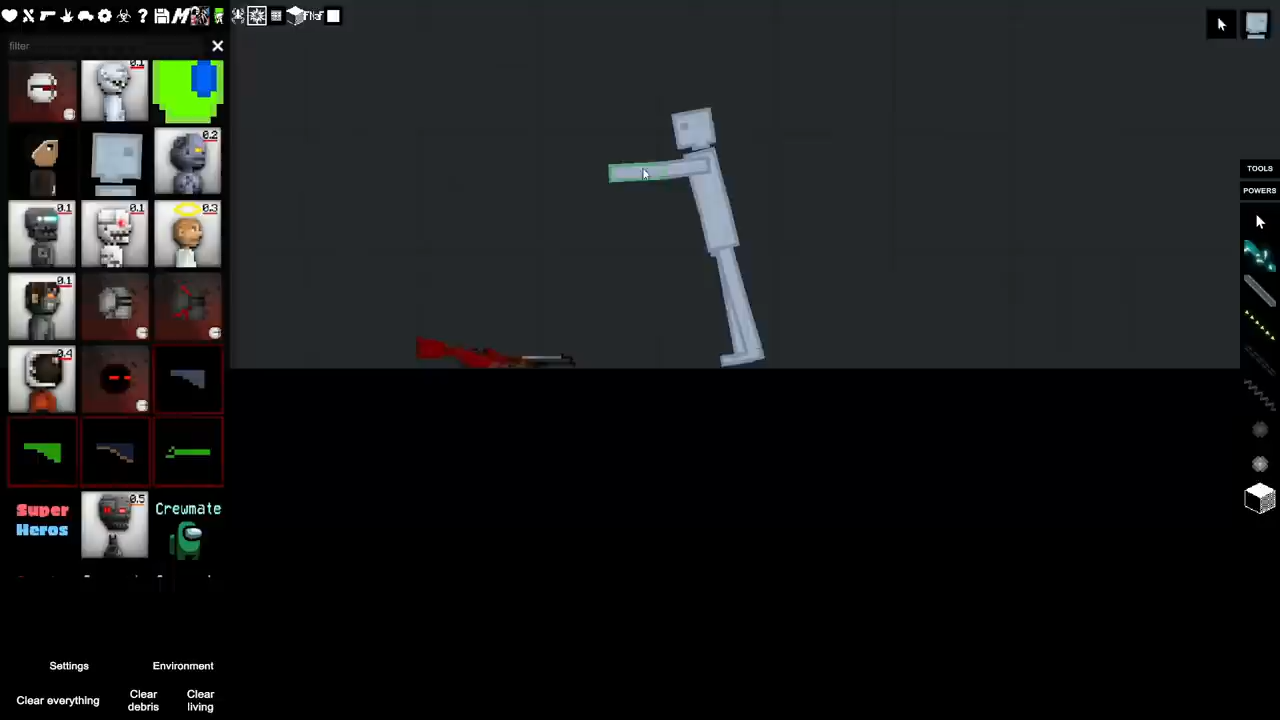 filter
TOOLS
POWERS
0.1
0.2
0.1
0.1
0.3
0.1
0.4
0.5
Super
Heros
Crewmate
Settings
Environment
Clear everything
Clear
debris
Clear
living